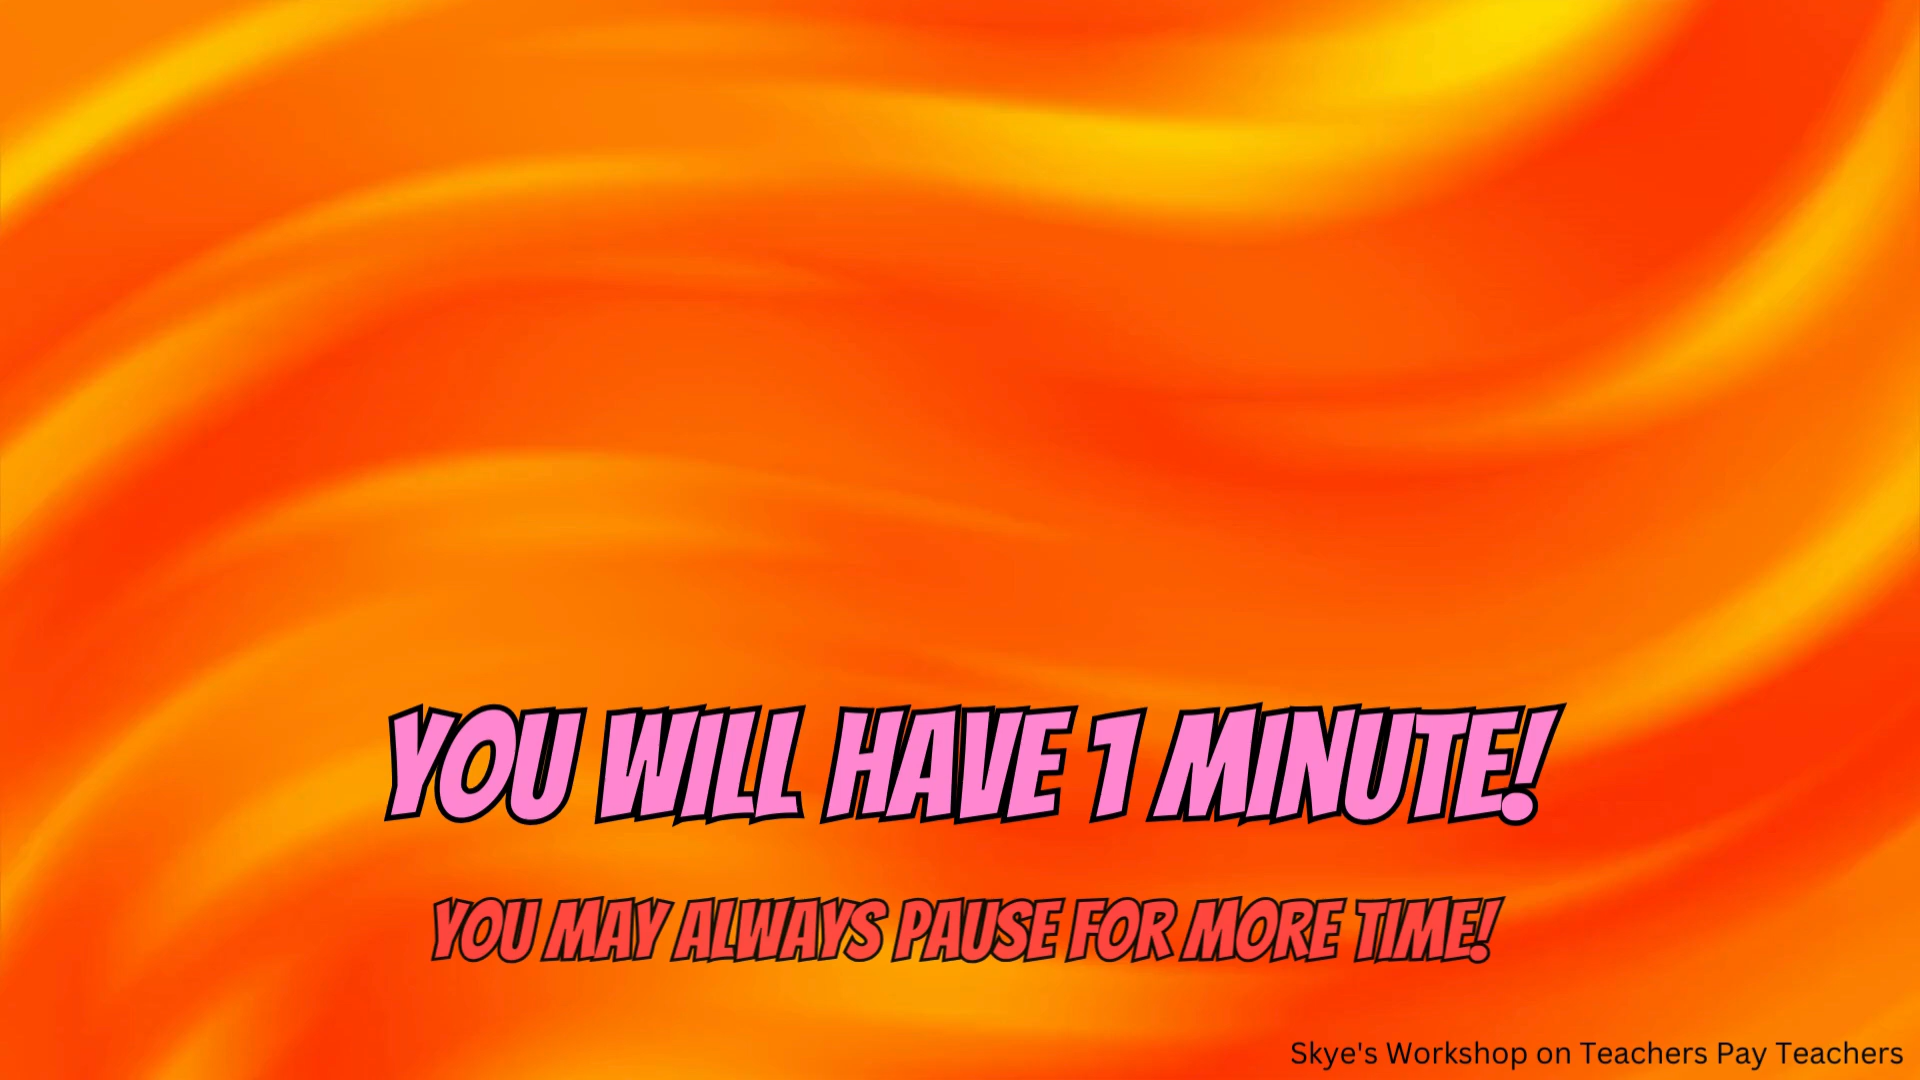 YOU WILL HAVE 1 MINUTE!
YOU MAY ALWAYS PAUSE FOR MORE TIME!
Skye's Workshop on Teachers Pay Teachers